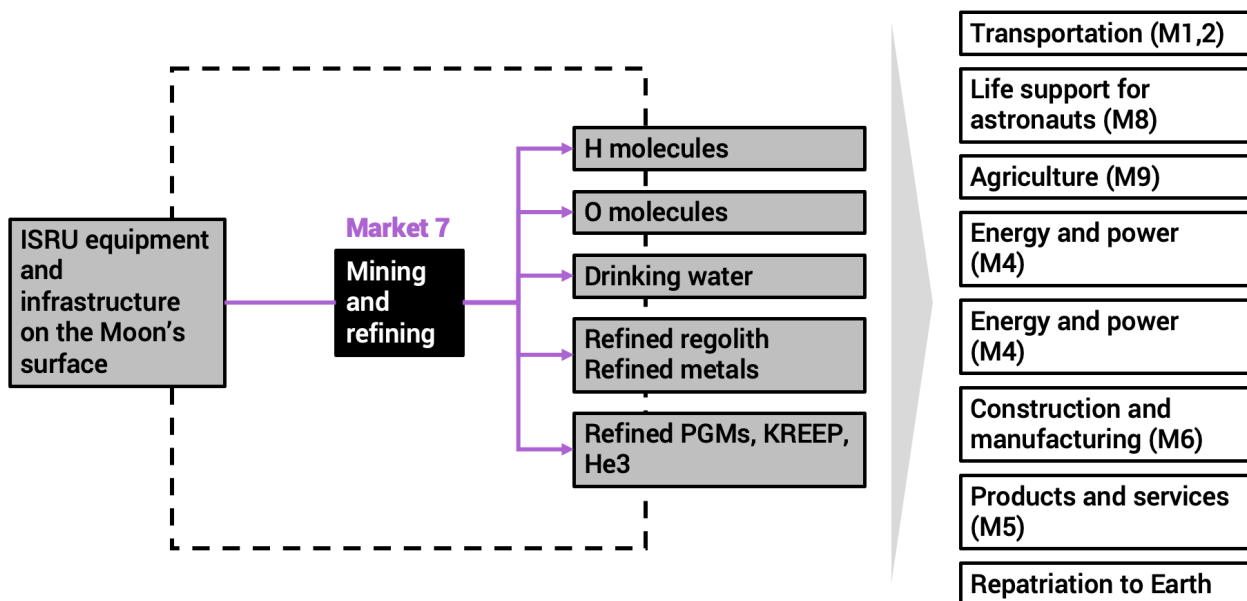 ISRU equipment
and
infrastructure
on the Moon's
surface
Market 7
Mining
and
refining
H molecules
O molecules
Drinking water
Refined regolith
Refined metals
Refined PGMs, KREEP,
He3
Transportation (M1,2)
Life support for
astronauts (M8)
Agriculture (M9)
Energy and power
(M4)
Energy and power
(M4)
Construction and
manufacturing (M6)
Products and services
(M5)
Repatriation to Earth